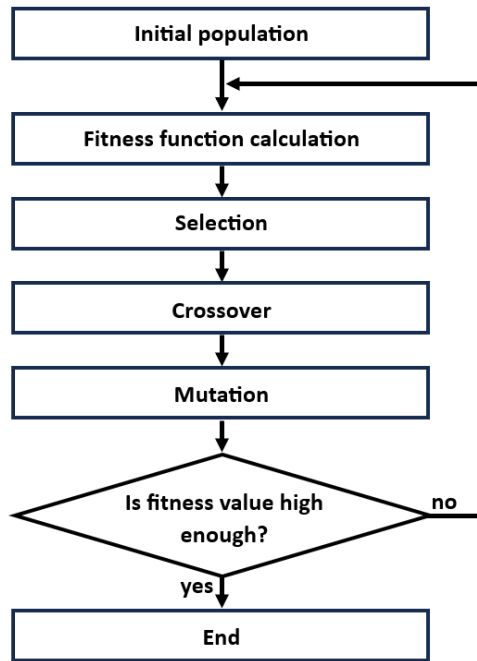 Initial population
Fitness function calculation
Selection
Crossover
Mutation
Is fitness value high
enough?
no
yes
End